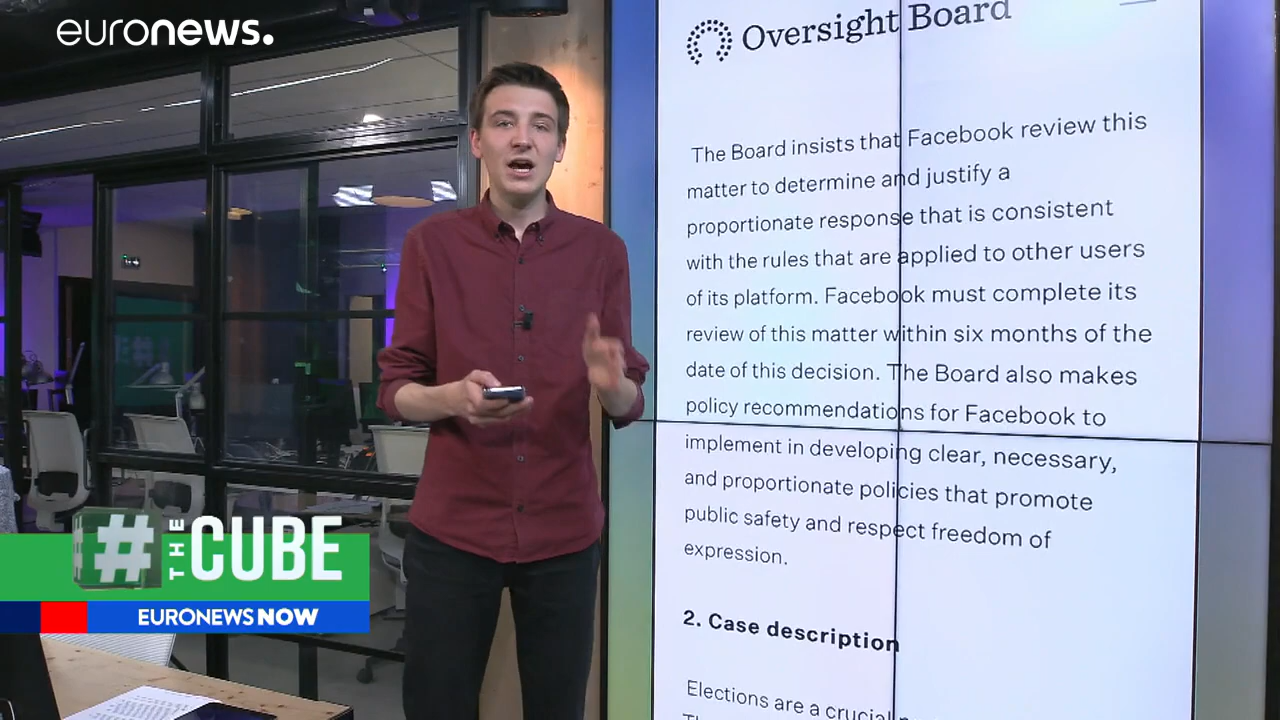 euronews.
Oversight Board
The Board insists that Facebook review this
matter to determine and justify a
proportionate response that is consistent
with the rules that are applied to other users
of its platform. Facebook must complete its
review of this matter within six months of the
date of this decision. The Board also makes
policy recommendations for Facebook to
implement in developing clear, necessary,
and proportionate policies that promote
public safety and respect freedom of
expression.
2. Case description
Elections are a crucial
# THE CUBE
EURONEWS NOW